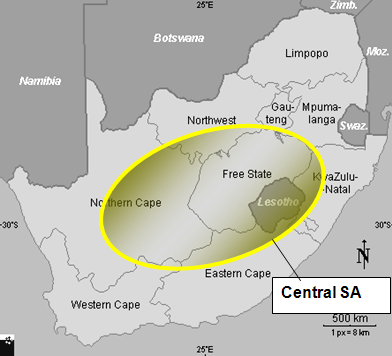 25°E
Zimb.
Botswana
Limpopo
Moz.
Namibia
Northwest
Gau-
teng
Mpuma-
langa
Swaz.
Free State
KwaZulu-
Natal
Northern Cape
Lesotho
30°S
30°S
N
Eastern Cape
Central SA
Western Cape
500 km
1 px = 8 km
25°E